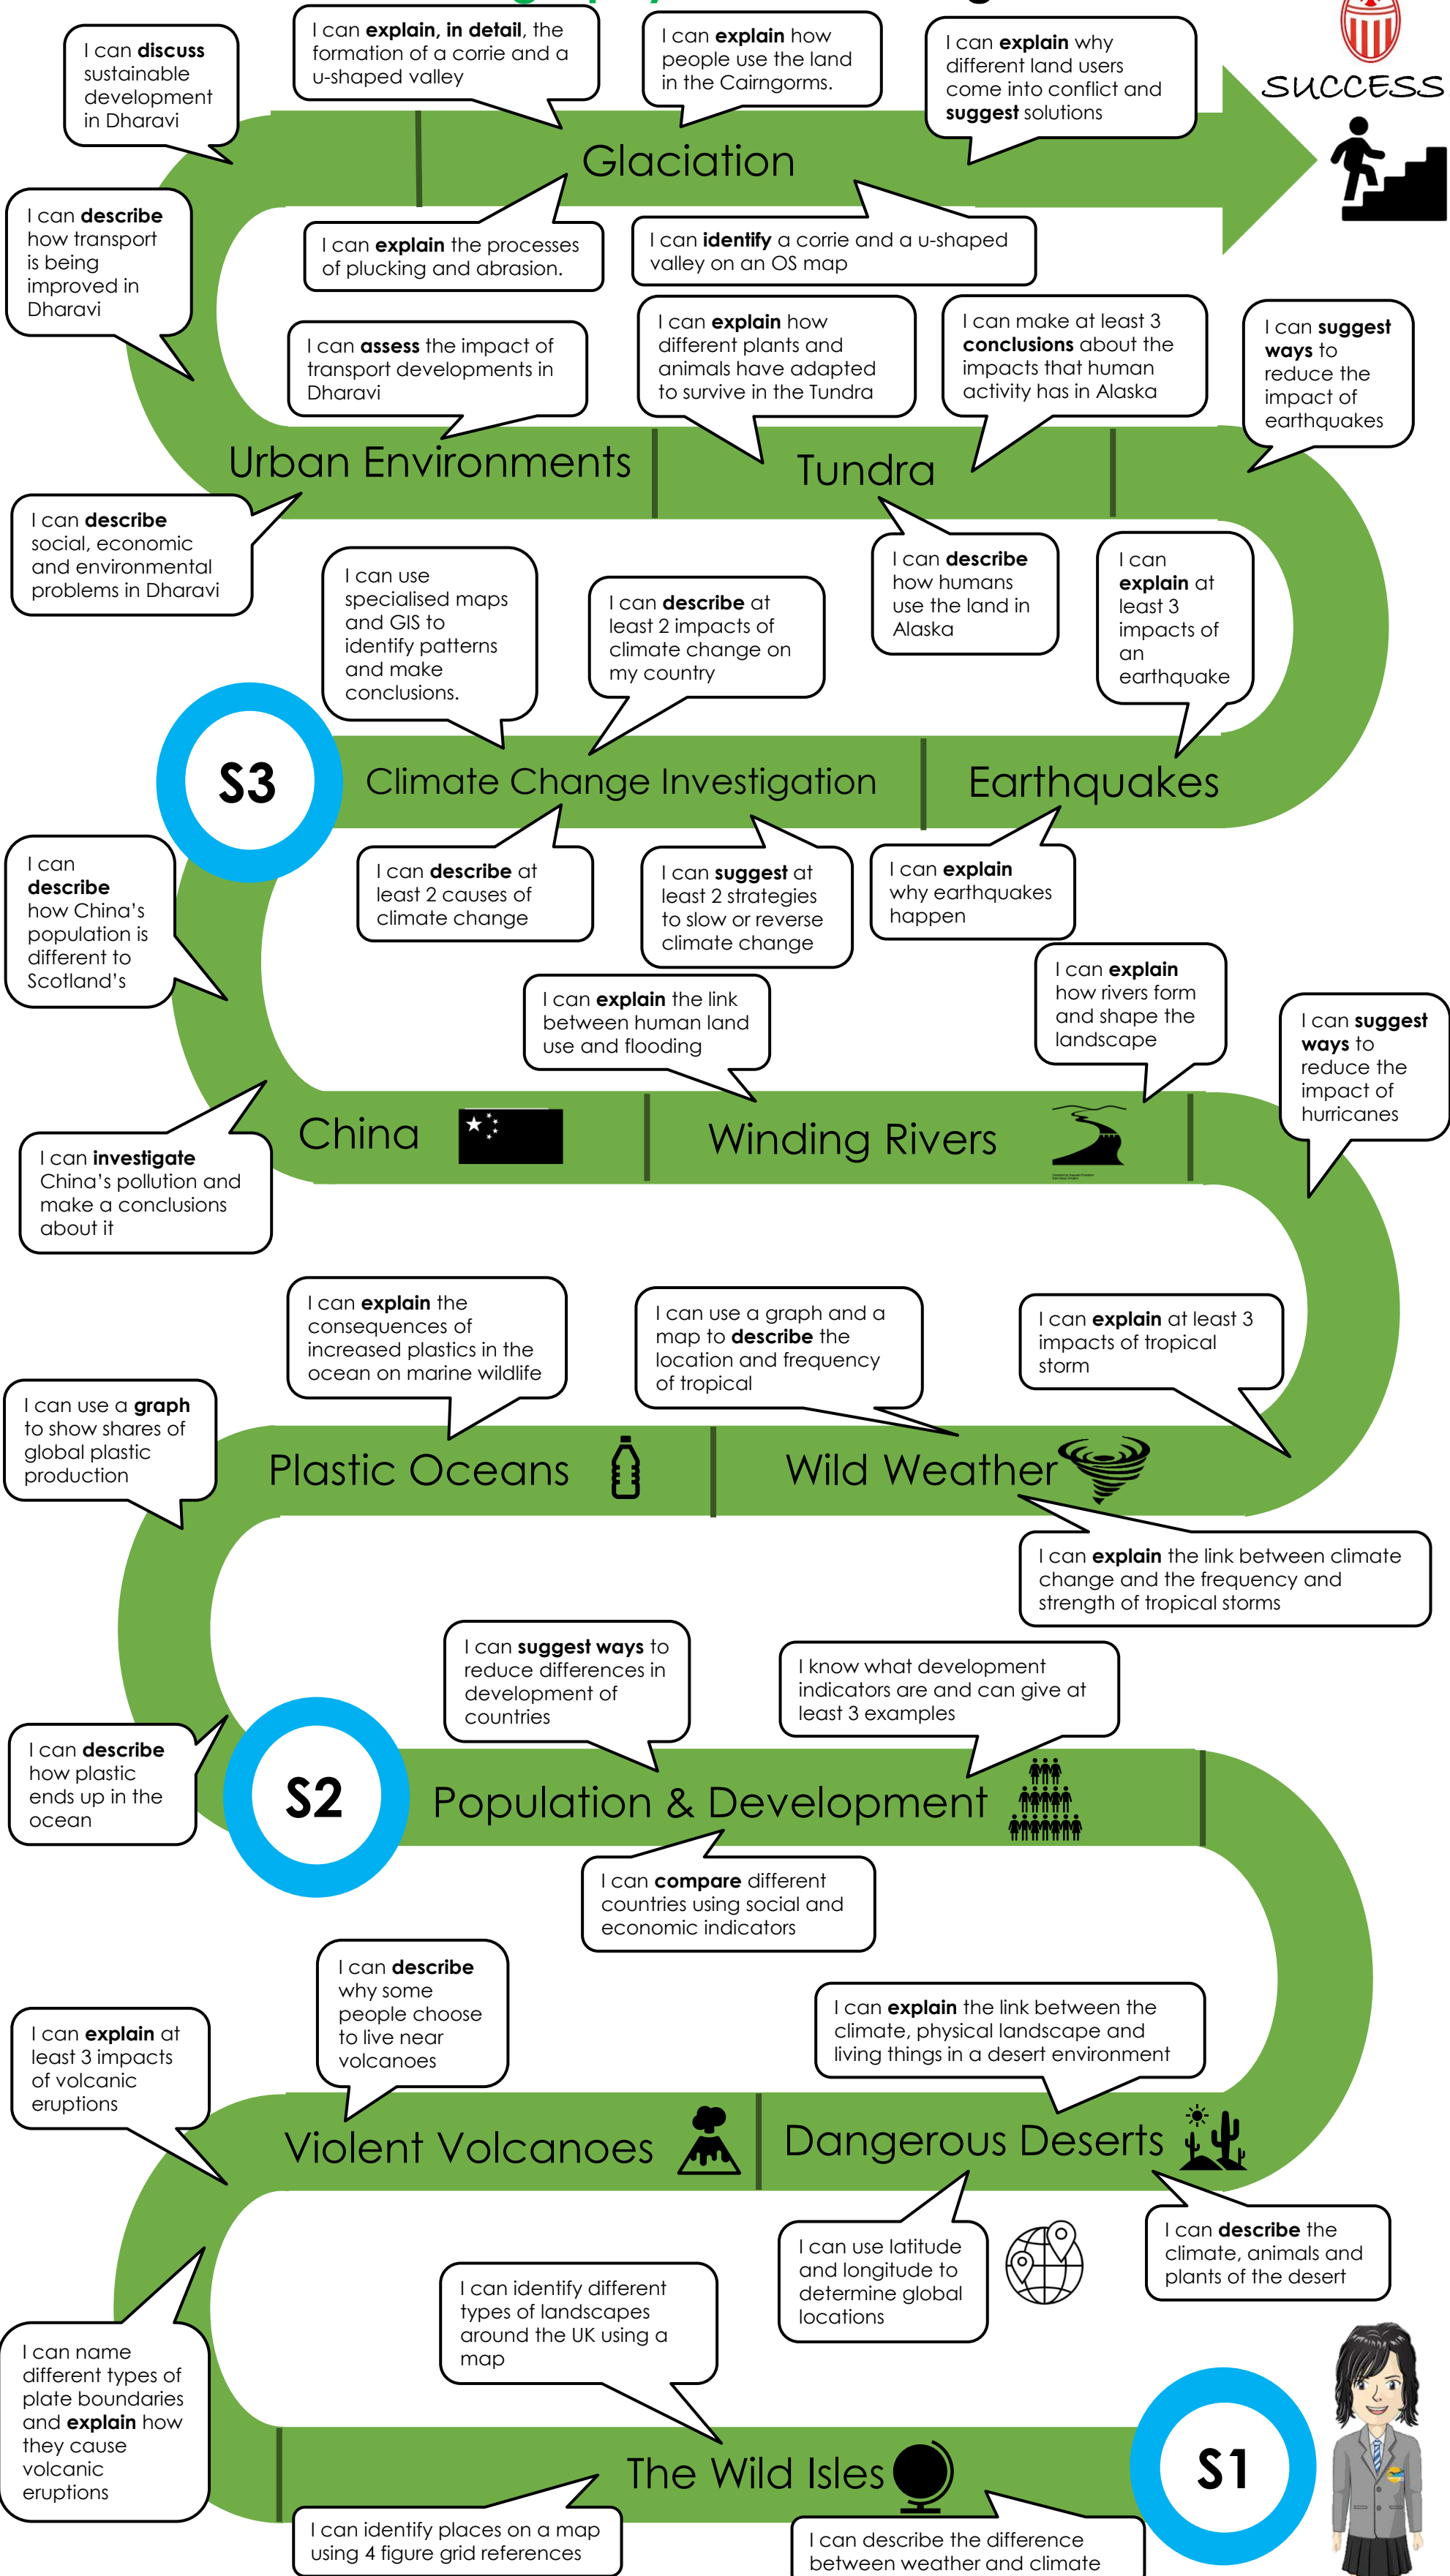 SUCCESS
I can discuss
sustainable
development
in Dharavi
I can explain, in detail, the
formation of a corrie and a
u-shaped valley
I can explain how
people use the land
in the Cairngorms.
I can explain why
different land users
come into conflict and
suggest solutions
Glaciation
I can describe
how transport
is being
improved in
Dharavi
I can explain the processes
of plucking and abrasion.
I can identify a corrie and a u-shaped
valley on an OS map
I can assess the impact of
transport developments in
Dharavi
I can explain how
different plants and
animals have adapted
to survive in the Tundra
I can make at least 3
conclusions about the
impacts that human
activity has in Alaska
I can suggest
ways to
reduce the
impact of
earthquakes
Urban Environments
Tundra
I can describe
social, economic
and environmental
problems in Dharavi
I can use
specialised maps
and GIS to
identify patterns
and make
conclusions.
I can describe at
least 2 impacts of
climate change on
my country
I can describe
how humans
use the land in
Alaska
I can
explain at
least 3
impacts of
an
earthquake
S3
Climate Change Investigation
Earthquakes
I can
describe
how China's
population is
different to
Scotland's
I can describe at
least 2 causes of
climate change
I can suggest at
least 2 strategies
to slow or reverse
climate change
I can explain
why earthquakes
happen
I can explain the link
between human land
use and flooding
I can explain
how rivers form
and shape the
landscape
I can suggest
ways to
reduce the
impact of
hurricanes
China
Winding Rivers
I can investigate
China's pollution and
make a conclusions
about it
I can explain the
consequences of
increased plastics in the
ocean on marine wildlife
I can use a graph and a
map to describe the
location and frequency
of tropical
I can explain at least 3
impacts of tropical
storm
I can use a graph
to show shares of
global plastic
production
Plastic Oceans
Wild Weather
I can explain the link between climate
change and the frequency and
strength of tropical storms
I can suggest ways to
reduce differences in
development of
countries
I know what development
indicators are and can give at
least 3 examples
I can describe
how plastic
ends up in the
ocean
S2
Population & Development
I can compare different
countries using social and
economic indicators
I can describe
why some
people choose
to live near
volcanoes
I can explain the link between the
climate, physical landscape and
living things in a desert environment
I can explain at
least 3 impacts
of volcanic
eruptions
Violent Volcanoes
Dangerous Deserts
I can use latitude
and longitude to
determine global
locations
I can describe the
climate, animals and
plants of the desert
I can identify different
types of landscapes
around the UK using a
map
I can name
different types of
plate boundaries
and explain how
they cause
volcanic
eruptions
The Wild Isles
S1
I can identify places on a map
using 4 figure grid references
I can describe the difference
between weather and climate